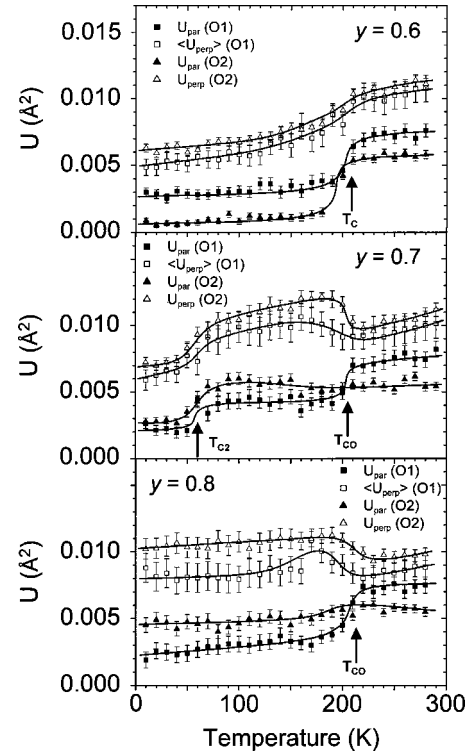 U_par (O1)
<U_perp> (O1)
U_par (O2)
U_perp (O2)
y = 0.6
0.015
0.010
0.005
0.000
U (Å²)
T_C
U_par (O1)
<U_perp> (O1)
U_par (O2)
U_perp (O2)
y = 0.7
0.010
0.005
0.000
U (Å²)
T_C2
T_CO
y = 0.8
U_par (O1)
<U_perp> (O1)
U_par (O2)
U_perp (O2)
0.010
0.005
0.000
U (Å²)
T_CO
0 100 200 300
Temperature (K)